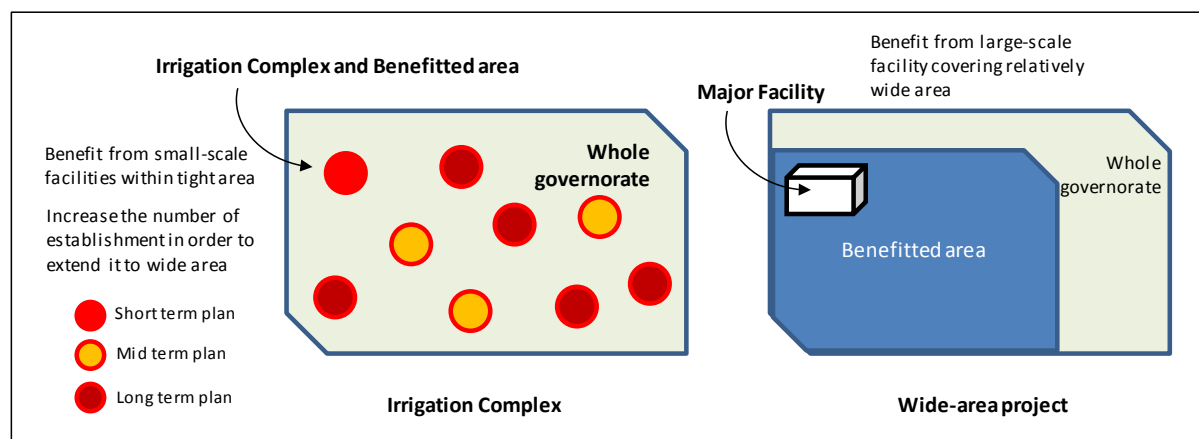 Irrigation Complex and Benefitted area
Benefit from small-scale
facilities within tight area
Increase the number of
establishment in order to
extend it to wide area
Short term plan
Mid term plan
Long term plan
Whole
governorate
Irrigation Complex
Benefit from large-scale
facility covering relatively
wide area
Major Facility
Whole
governorate
Benefitted area
Wide-area project